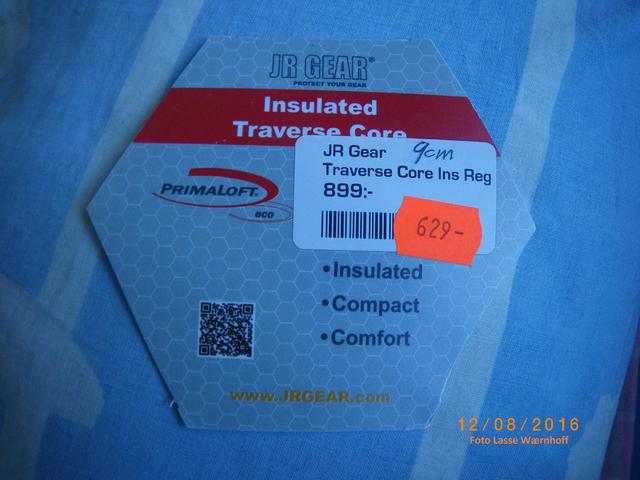 JR GEAR®
PROTECT YOUR GEAR
Insulated
Traverse Core
JR Gear 9cm
Traverse Core Ins Reg
899:-
629-
PRIMALOFT®
eco
•Insulated
•Compact
•Comfort
www.JRGEAR.com
12/08/2016
Foto Lasse Wærnhoff